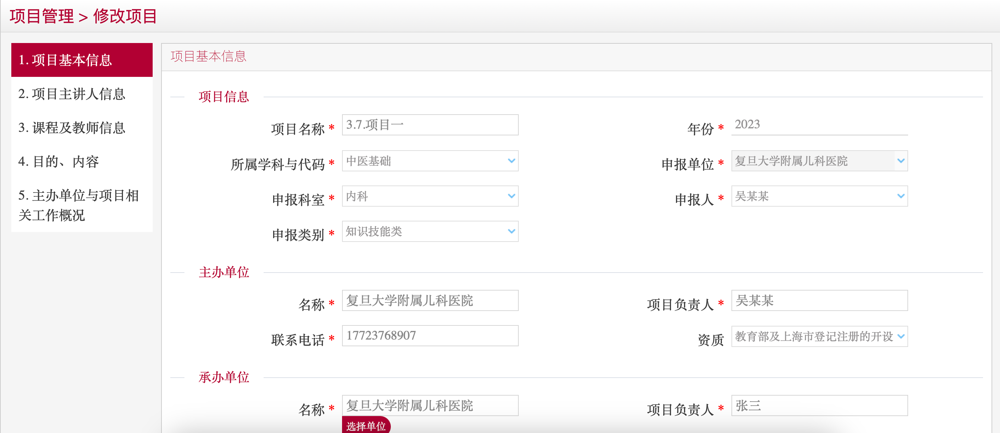 项目管理 > 修改项目
1. 项目基本信息
2. 项目主讲人信息
3. 课程及教师信息
4. 目的、内容
5. 主办单位与项目相
关工作概况
项目基本信息
项目信息
项目名称 * 3.7.项目一
年份 * 2023
所属学科与代码 * 中医基础
申报单位 * 复旦大学附属儿科医院
申报科室 * 内科
申报人 * 吴某某
申报类别 * 知识技能类
主办单位
名称 * 复旦大学附属儿科医院
项目负责人 * 吴某某
联系电话 * 17723768907
资质 教育部及上海市登记注册的开设
承办单位
名称 * 复旦大学附属儿科医院
项目负责人 * 张三
选择单位